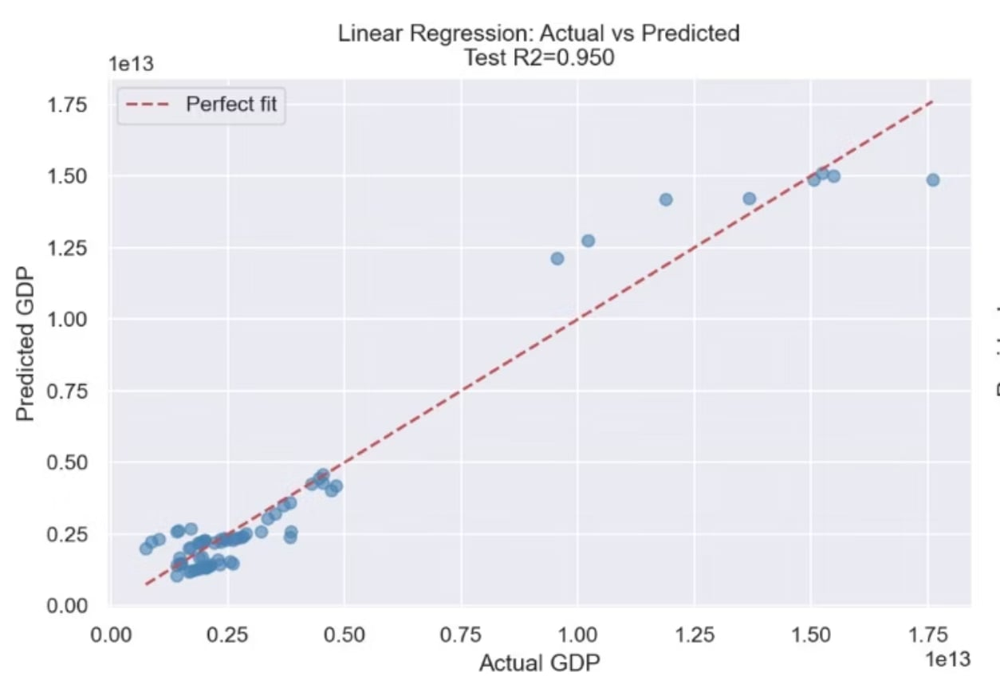 Linear Regression: Actual vs Predicted
Test R2=0.950
1e13
Perfect fit
1.75
1.50
1.25
1.00
0.75
0.50
0.25
0.00
Predicted GDP
0.00 0.25 0.50 0.75 1.00 1.25 1.50 1.75
1e13
Actual GDP